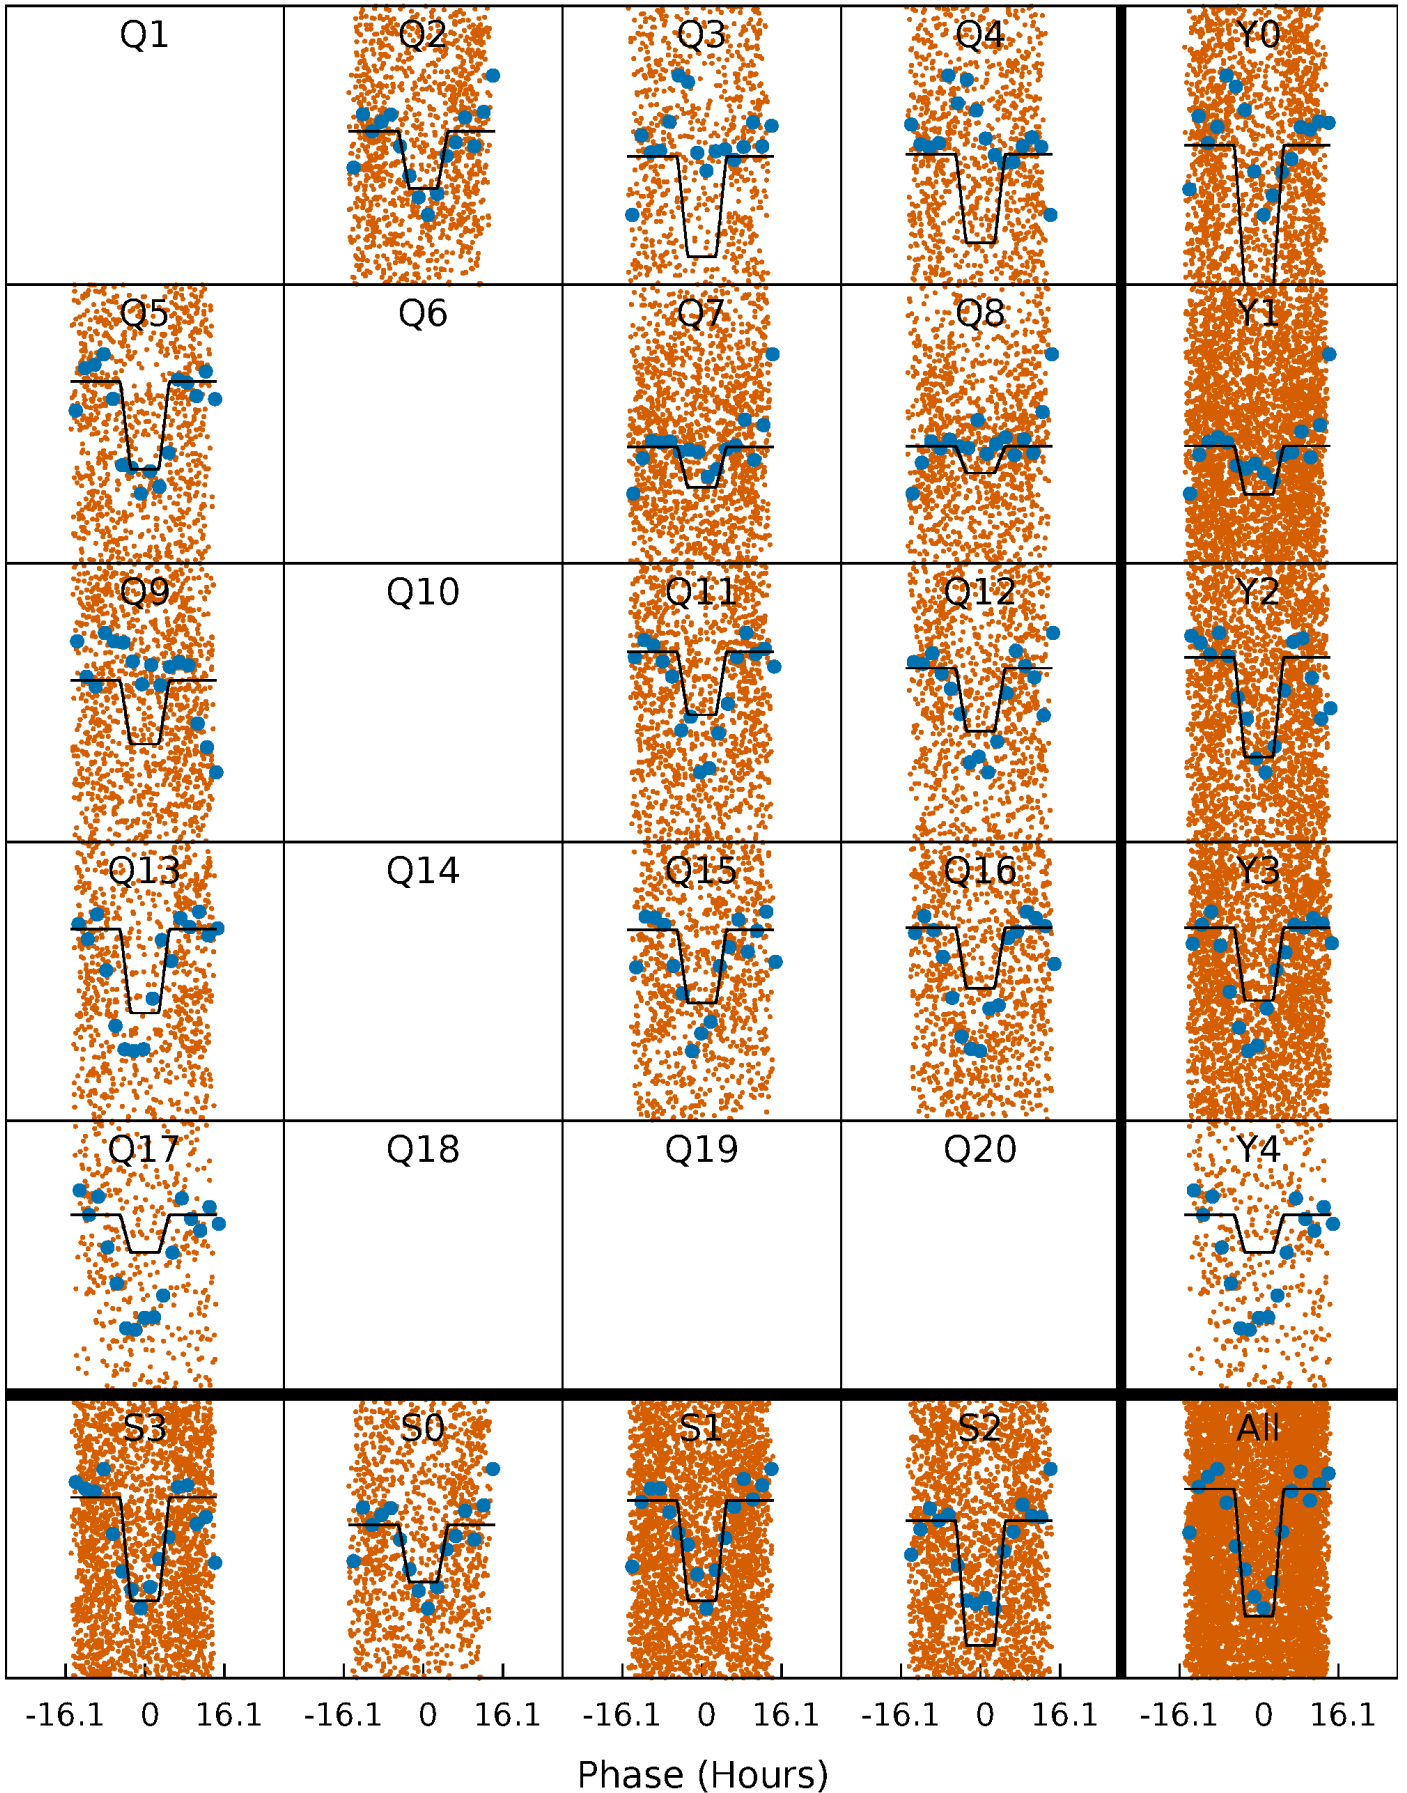 Q1 Q2 Q3 Q4 Y0
Q5 Q6 Q7 Q8 Y1
Q9 Q10 Q11 Q12 Y2
Q13 Q14 Q15 Q16 Y3
Q17 Q18 Q19 Q20 Y4
S3 S0 S1 S2 All
-16.1 0 16.1 -16.1 0 16.1 -16.1 0 16.1 -16.1 0 16.1 -16.1 0 16.1
Phase (Hours)